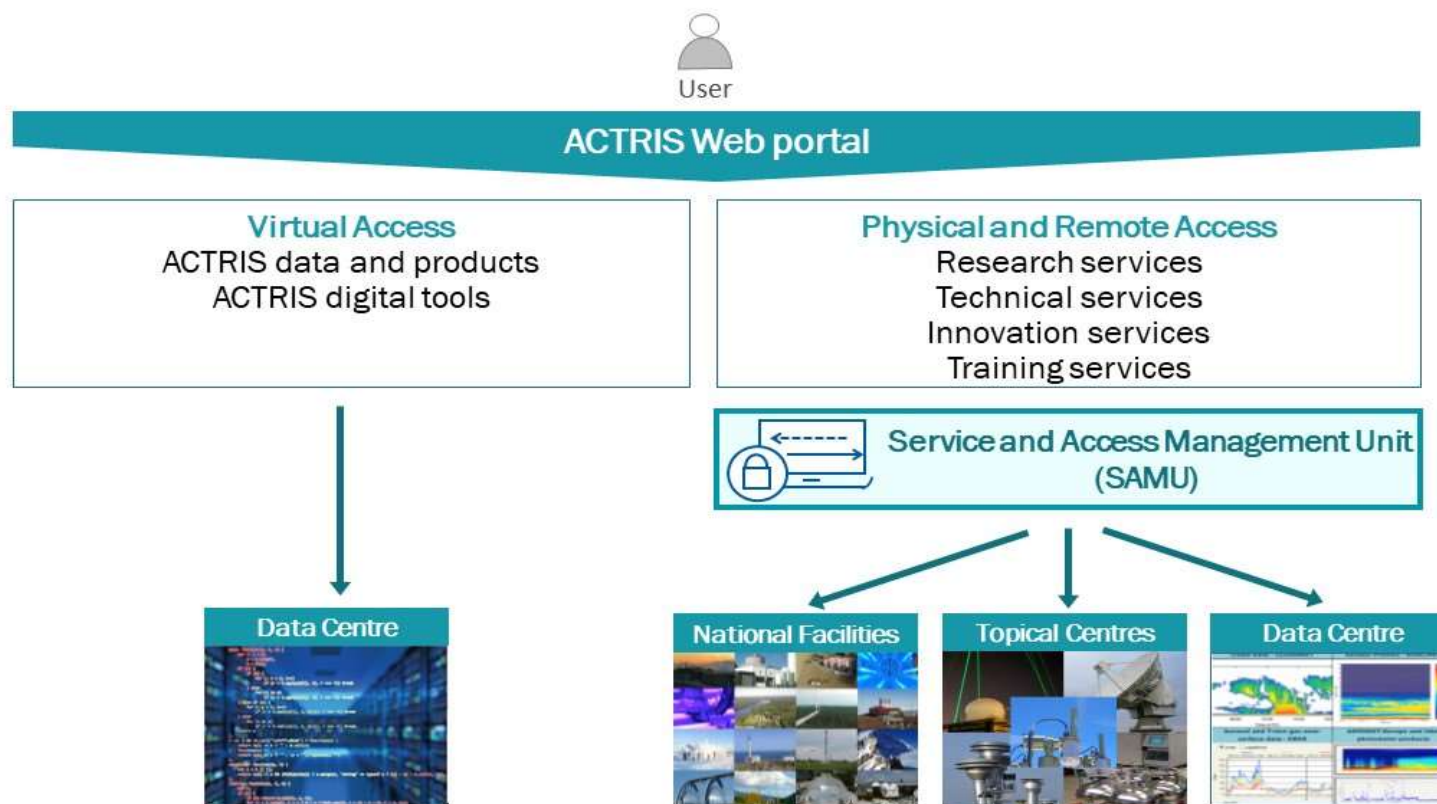 User
ACTRIS Web portal
Virtual Access
ACTRIS data and products
ACTRIS digital tools
Physical and Remote Access
Research services
Technical services
Innovation services
Training services
Service and Access Management Unit
(SAMU)
Data Centre
National Facilities
Topical Centres
Data Centre